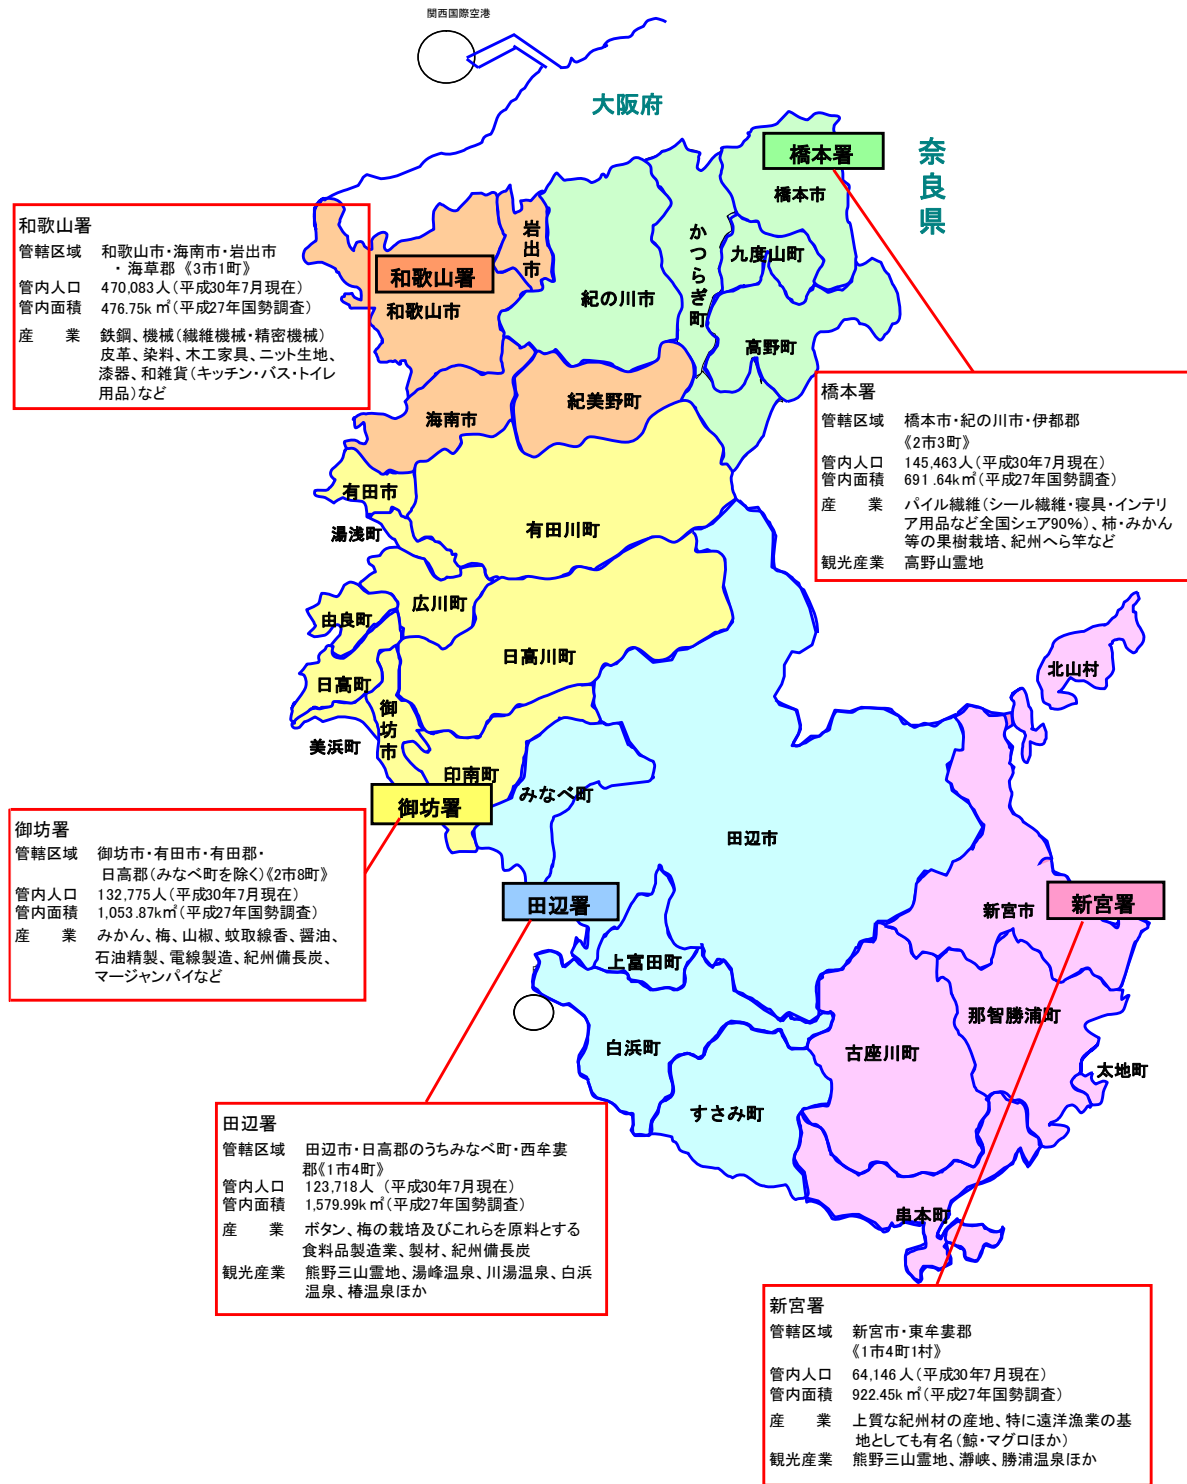 関西国際空港
大阪府
奈良県
橋本署
橋本市
岩出市
かつらぎ町
九度山町
和歌山署
紀の川市
和歌山市
高野町
紀美野町
海南市
有田市
有田川町
湯浅町
広川町
由良町
日高川町
北山村
日高町
御坊市
美浜町
印南町
みなべ町
御坊署
田辺市
田辺署
新宮市
新宮署
上富田町
那智勝浦町
白浜町
古座川町
太地町
すさみ町
串本町
和歌山署
管轄区域 和歌山市・海南市・岩出市
・海草郡 《3市1町》
管内人口 470,083人(平成30年7月現在)
管内面積 476.75k㎡(平成27年国勢調査)
産業 鉄鋼、機械(繊維機械・精密機械)
皮革、染料、木工家具、ニット生地、
漆器、和雑貨(キッチン・バス・トイレ
用品)など
橋本署
管轄区域 橋本市・紀の川市・伊都郡
《2市3町》
管内人口 145,463人(平成30年7月現在)
管内面積 691.64k㎡(平成27年国勢調査)
産業 パイル繊維(シール繊維・寝具・インテリ
ア用品など全国シェア90%)、柿・みかん
等の果樹栽培、紀州へら竿など
観光産業 高野山霊地
御坊署
管轄区域 御坊市・有田市・有田郡・
日高郡(みなべ町を除く)《2市8町》
管内人口 132,775人(平成30年7月現在)
管内面積 1,053.87k㎡(平成27年国勢調査)
産業 みかん、梅、山椒、蚊取線香、醤油、
石油精製、電線製造、紀州備長炭、
マージャンパイなど
田辺署
管轄区域 田辺市・日高郡のうちみなべ町・西牟婁
郡《1市4町》
管内人口 123,718人 (平成30年7月現在)
管内面積 1,579.99k㎡(平成27年国勢調査)
産業 ボタン、梅の栽培及びこれらを原料とする
食料品製造業、製材、紀州備長炭
観光産業 熊野三山霊地、湯峰温泉、川湯温泉、白浜
温泉、椿温泉ほか
新宮署
管轄区域 新宮市・東牟婁郡
《1市4町1村》
管内人口 64,146人(平成30年7月現在)
管内面積 922.45k㎡(平成27年国勢調査)
産業 上質な紀州材の産地、特に遠洋漁業の基
地としても有名(鯨・マグロほか)
観光産業 熊野三山霊地、瀞峡、勝浦温泉ほか